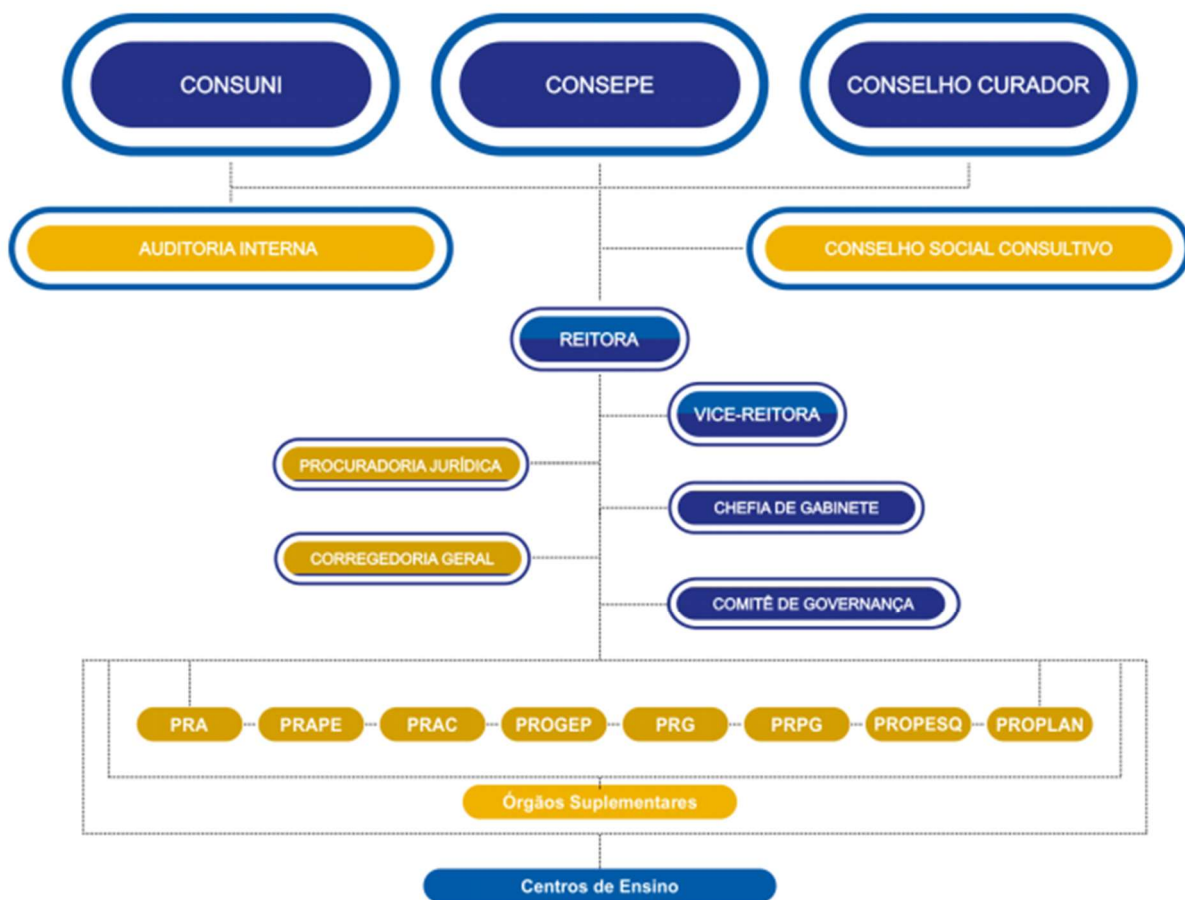 CONSUNI
CONSEPE
CONSELHO CURADOR
AUDITORIA INTERNA
CONSELHO SOCIAL CONSULTIVO
REITORA
VICE-REITORA
PROCURADORIA JURÍDICA
CHEFIA DE GABINETE
CORREGEDORIA GERAL
COMITÊ DE GOVERNANÇA
PRA
PRAPE
PRAC
PROGEP
PRG
PRPG
PROPESQ
PROPLAN
Órgãos Suplementares
Centros de Ensino